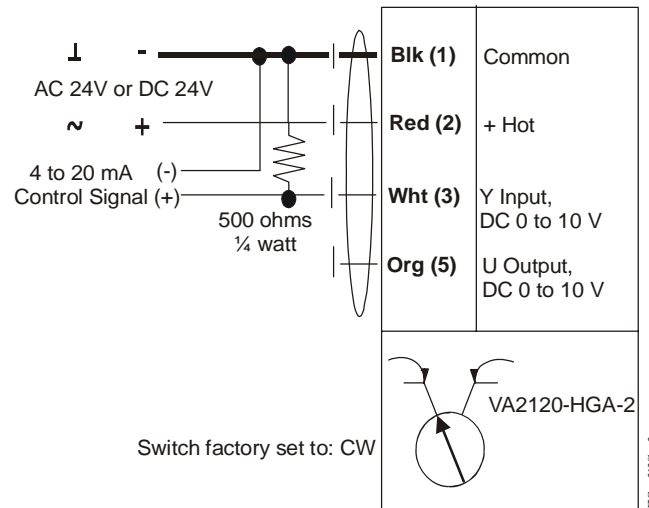 ⊥ -
Blk (1) Common
AC 24V or DC 24V
~ +
Red (2) + Hot
4 to 20 mA (-)
Control Signal (+)
Wht (3) Y Input,
DC 0 to 10 V
500 ohms
¼ watt
Org (5) U Output,
DC 0 to 10 V
VA2120-HGA-2
Switch factory set to: CW